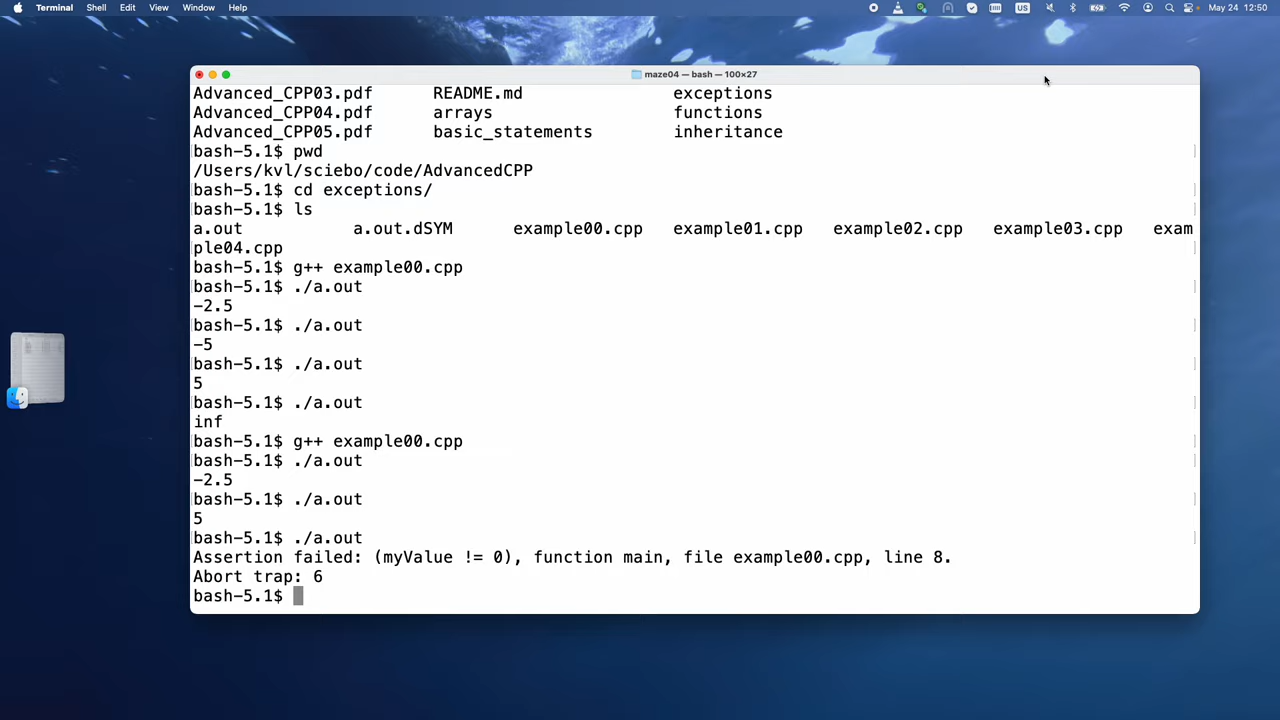 Terminal Shell Edit View Window Help US May 24 12:50
maze04 — bash — 100×27
Advanced_CPP03.pdf README.md exceptions
Advanced_CPP04.pdf arrays functions
Advanced_CPP05.pdf basic_statements inheritance
bash-5.1$ pwd
/Users/kvl/sciebo/code/AdvancedCPP
bash-5.1$ cd exceptions/
bash-5.1$ ls
a.out a.out.dSYM example00.cpp example01.cpp example02.cpp example03.cpp exam
ple04.cpp
bash-5.1$ g++ example00.cpp
bash-5.1$ ./a.out
-2.5
bash-5.1$ ./a.out
-5
bash-5.1$ ./a.out
5
bash-5.1$ ./a.out
inf
bash-5.1$ g++ example00.cpp
bash-5.1$ ./a.out
-2.5
bash-5.1$ ./a.out
5
bash-5.1$ ./a.out
Assertion failed: (myValue != 0), function main, file example00.cpp, line 8.
Abort trap: 6
bash-5.1$